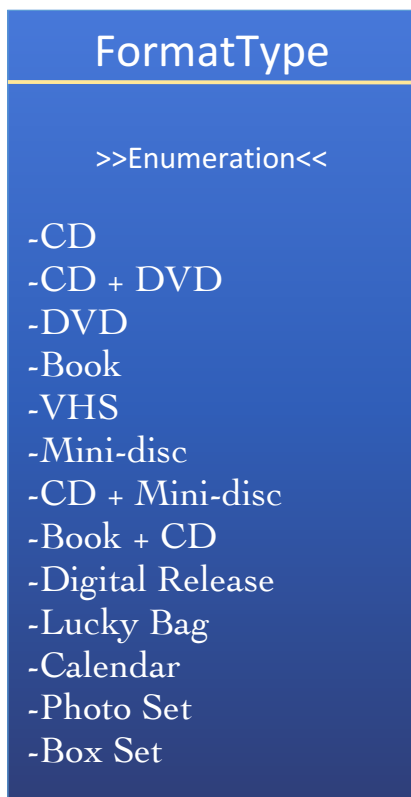 FormatType
>>Enumeration<<
-CD
-CD + DVD
-DVD
-Book
-VHS
-Mini-disc
-CD + Mini-disc
-Book + CD
-Digital Release
-Lucky Bag
-Calendar
-Photo Set
-Box Set